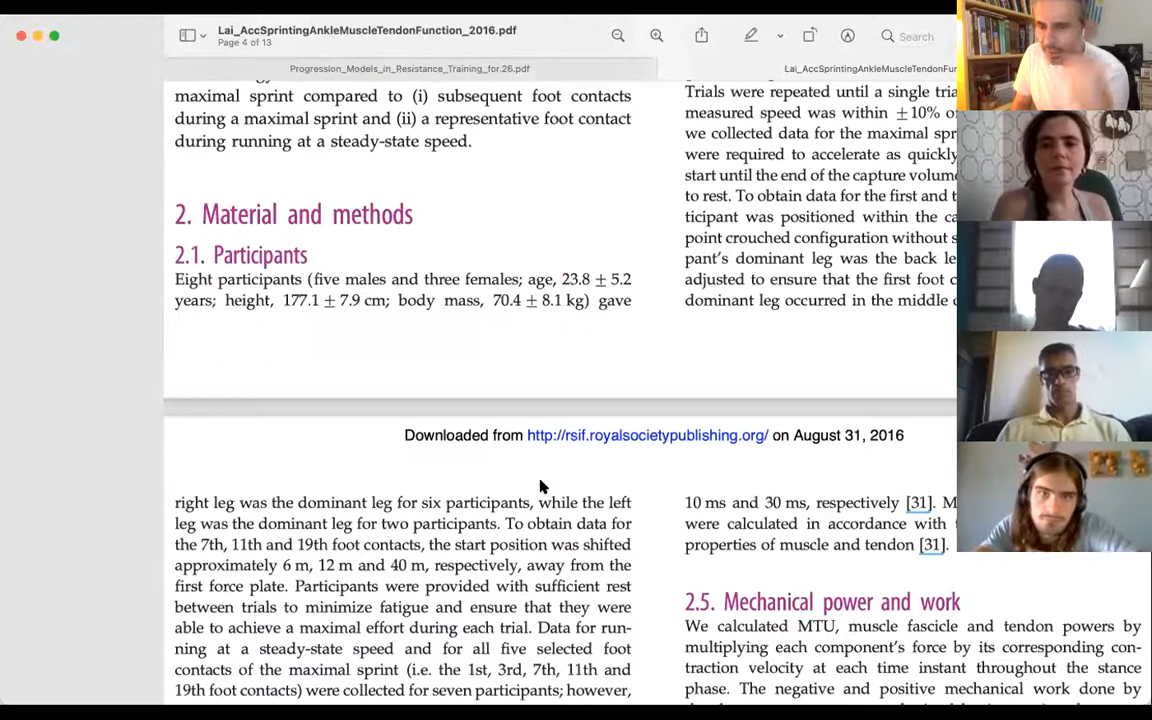 Lai_AccSprintingAnkleMuscleTendonFunction_2016.pdf
Page 4 of 13
Search
Progression_Models_in_Resistance_Training_for.26.pdf
Lai_AccSprintingAnkleMuscleTendonFun
maximal sprint compared to (i) subsequent foot contacts
during a maximal sprint and (ii) a representative foot contact
during running at a steady-state speed.
2. Material and methods
2.1. Participants
Eight participants (five males and three females; age, 23.8 ± 5.2
years; height, 177.1 ± 7.9 cm; body mass, 70.4 ± 8.1 kg) gave
Trials were repeated until a single tria
measured speed was within ±10% o
we collected data for the maximal spr
were required to accelerate as quickly
start until the end of the capture volum
to rest. To obtain data for the first and t
ticipant was positioned within the ca
point crouched configuration without s
pant's dominant leg was the back le
adjusted to ensure that the first foot c
dominant leg occurred in the middle
Downloaded from http://rsif.royalsocietypublishing.org/ on August 31, 2016
right leg was the dominant leg for six participants, while the left
leg was the dominant leg for two participants. To obtain data for
the 7th, 11th and 19th foot contacts, the start position was shifted
approximately 6 m, 12 m and 40 m, respectively, away from the
first force plate. Participants were provided with sufficient rest
between trials to minimize fatigue and ensure that they were
able to achieve a maximal effort during each trial. Data for run-
ning at a steady-state speed and for all five selected foot
contacts of the maximal sprint (i.e. the 1st, 3rd, 7th, 11th and
19th foot contacts) were collected for seven participants; however,
10 ms and 30 ms, respectively [31]. M
were calculated in accordance with
properties of muscle and tendon [31].
2.5. Mechanical power and work
We calculated MTU, muscle fascicle and tendon powers by
multiplying each component's force by its corresponding con-
traction velocity at each time instant throughout the stance
phase. The negative and positive mechanical work done by